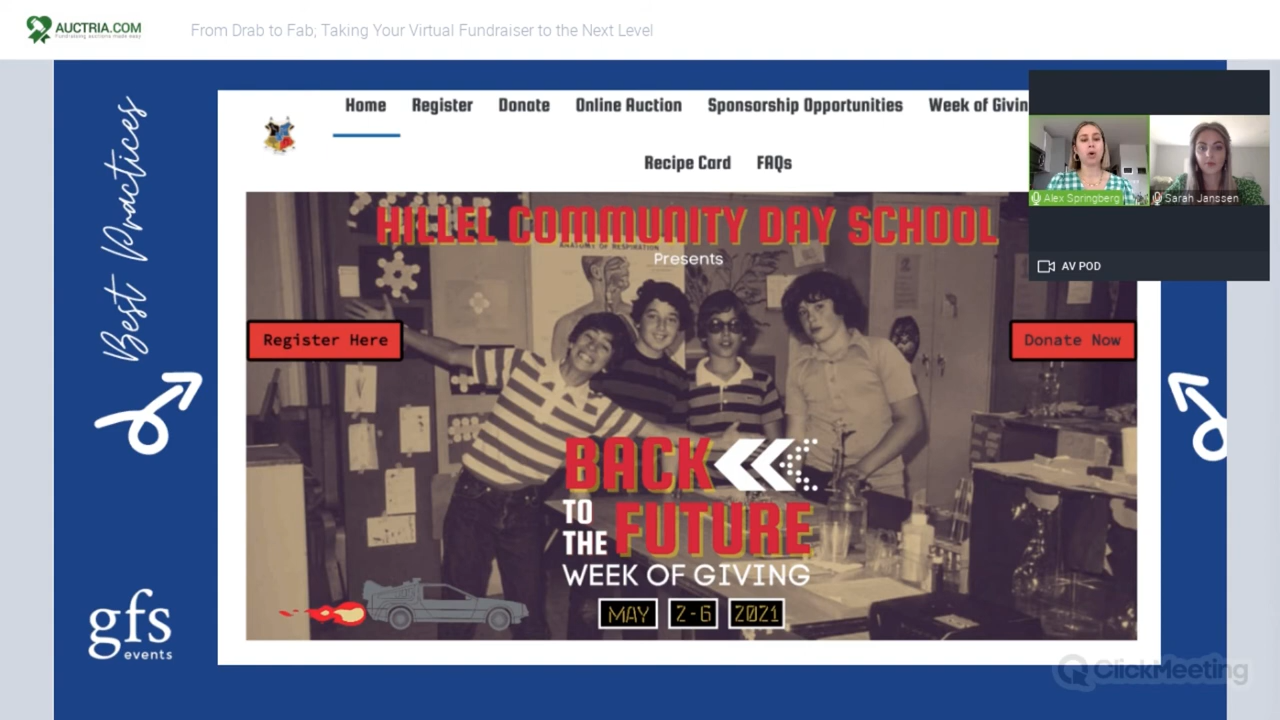 AUCTRIA.COM
Fundraising auctions made easy
From Drab to Fab, Taking Your Virtual Fundraiser to the Next Level
Best Practices
Home Register Donate Online Auction Sponsorship Opportunities Week of Givin
Recipe Card FAQs
Alex Springberg
Sarah Janssen
AV POD
HILLEL COMMUNITY DAY SCHOOL
ANATOMY OF RESPIRATION
Presents
Register Here
Donate Now
BACK
TO
THE FUTURE
WEEK OF GIVING
MAY 2-6 2021
gfs
events
ClickMeeting